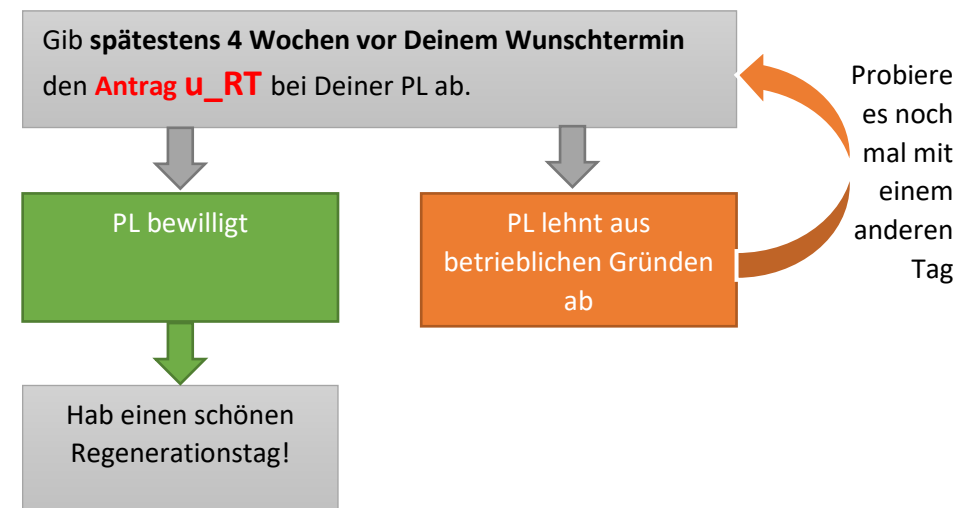 Gib spätestens 4 Wochen vor Deinem Wunschtermin
den Antrag u_RT bei Deiner PL ab.
Probiere
es noch
mal mit
einem
anderen
Tag
PL bewilligt
PL lehnt aus
betrieblichen Gründen
ab
Hab einen schönen
Regenerationstag!